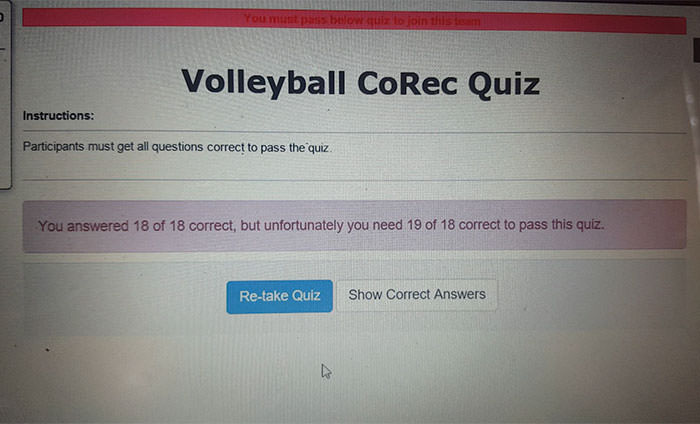 You must pass below quiz to join this team
Volleyball CoRec Quiz
Instructions:
Participants must get all questions correct to pass the quiz.
You answered 18 of 18 correct, but unfortunately you need 19 of 18 correct to pass this quiz.
Re-take Quiz
Show Correct Answers